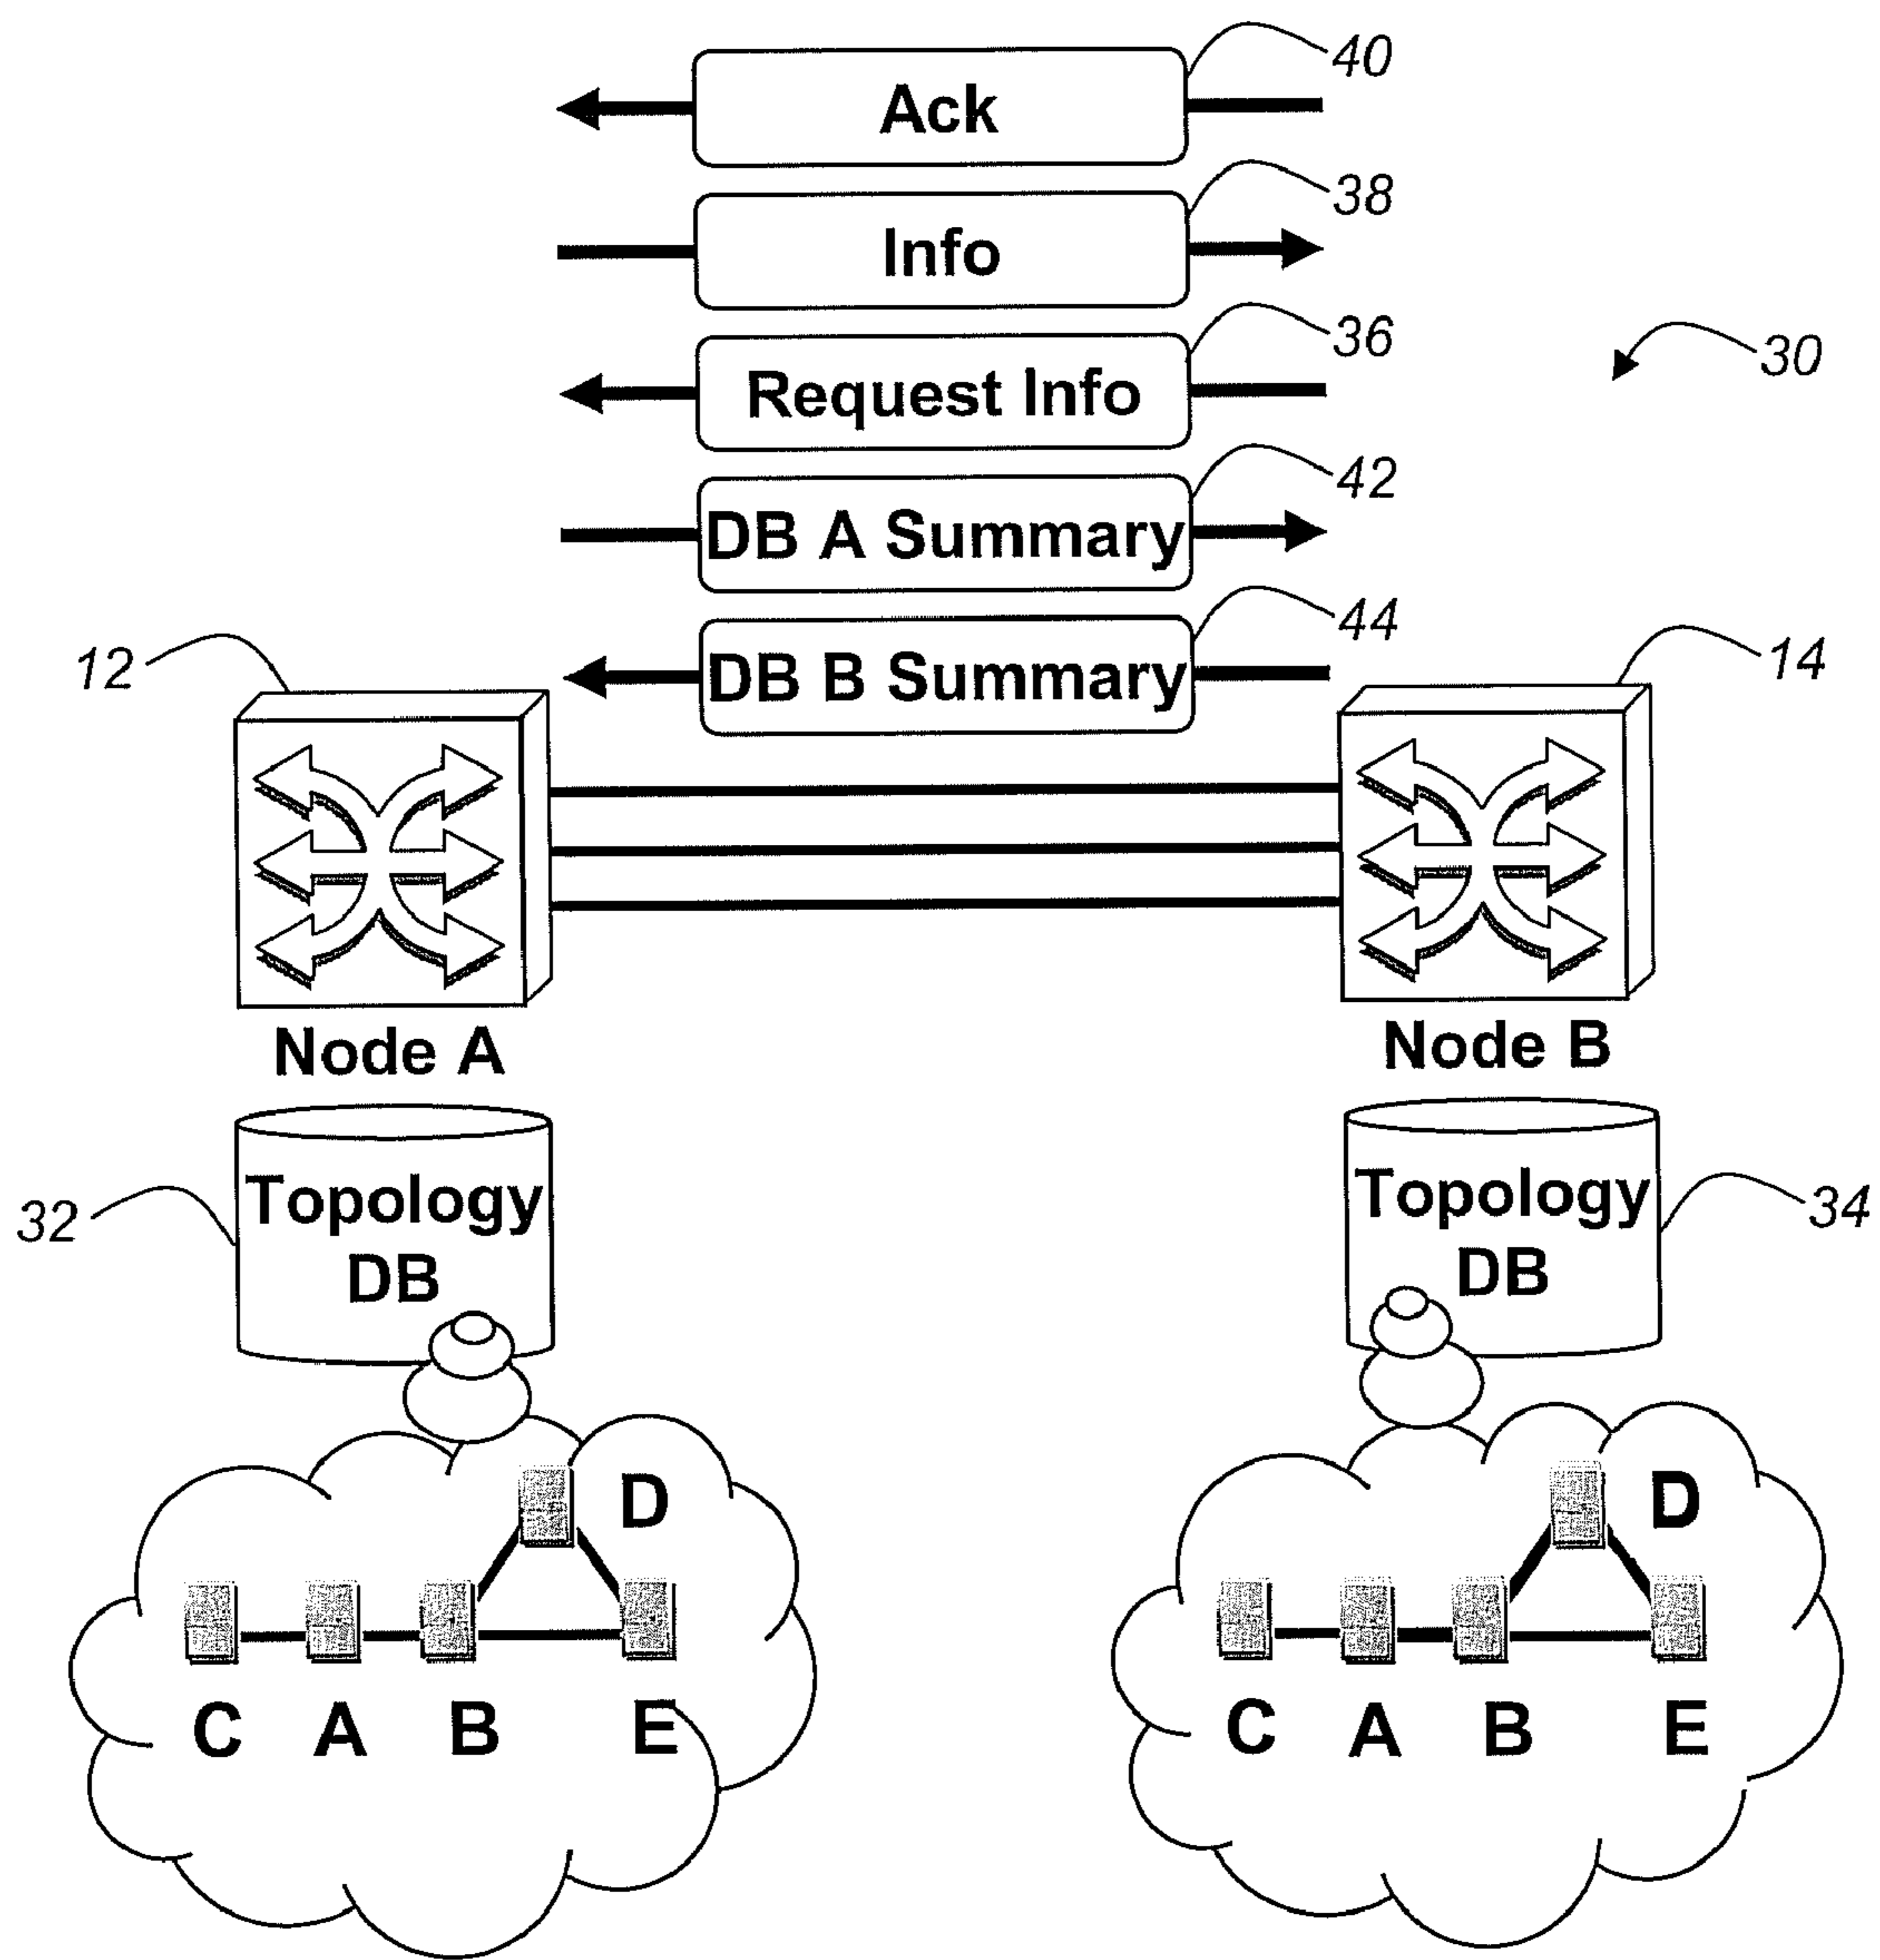 40
Ack
38
Info
36
Request Info
30
42
DB A Summary
44
DB B Summary
12
14
Node A
Node B
32
Topology
DB
34
Topology
DB
D
C A B E
D
C A B E